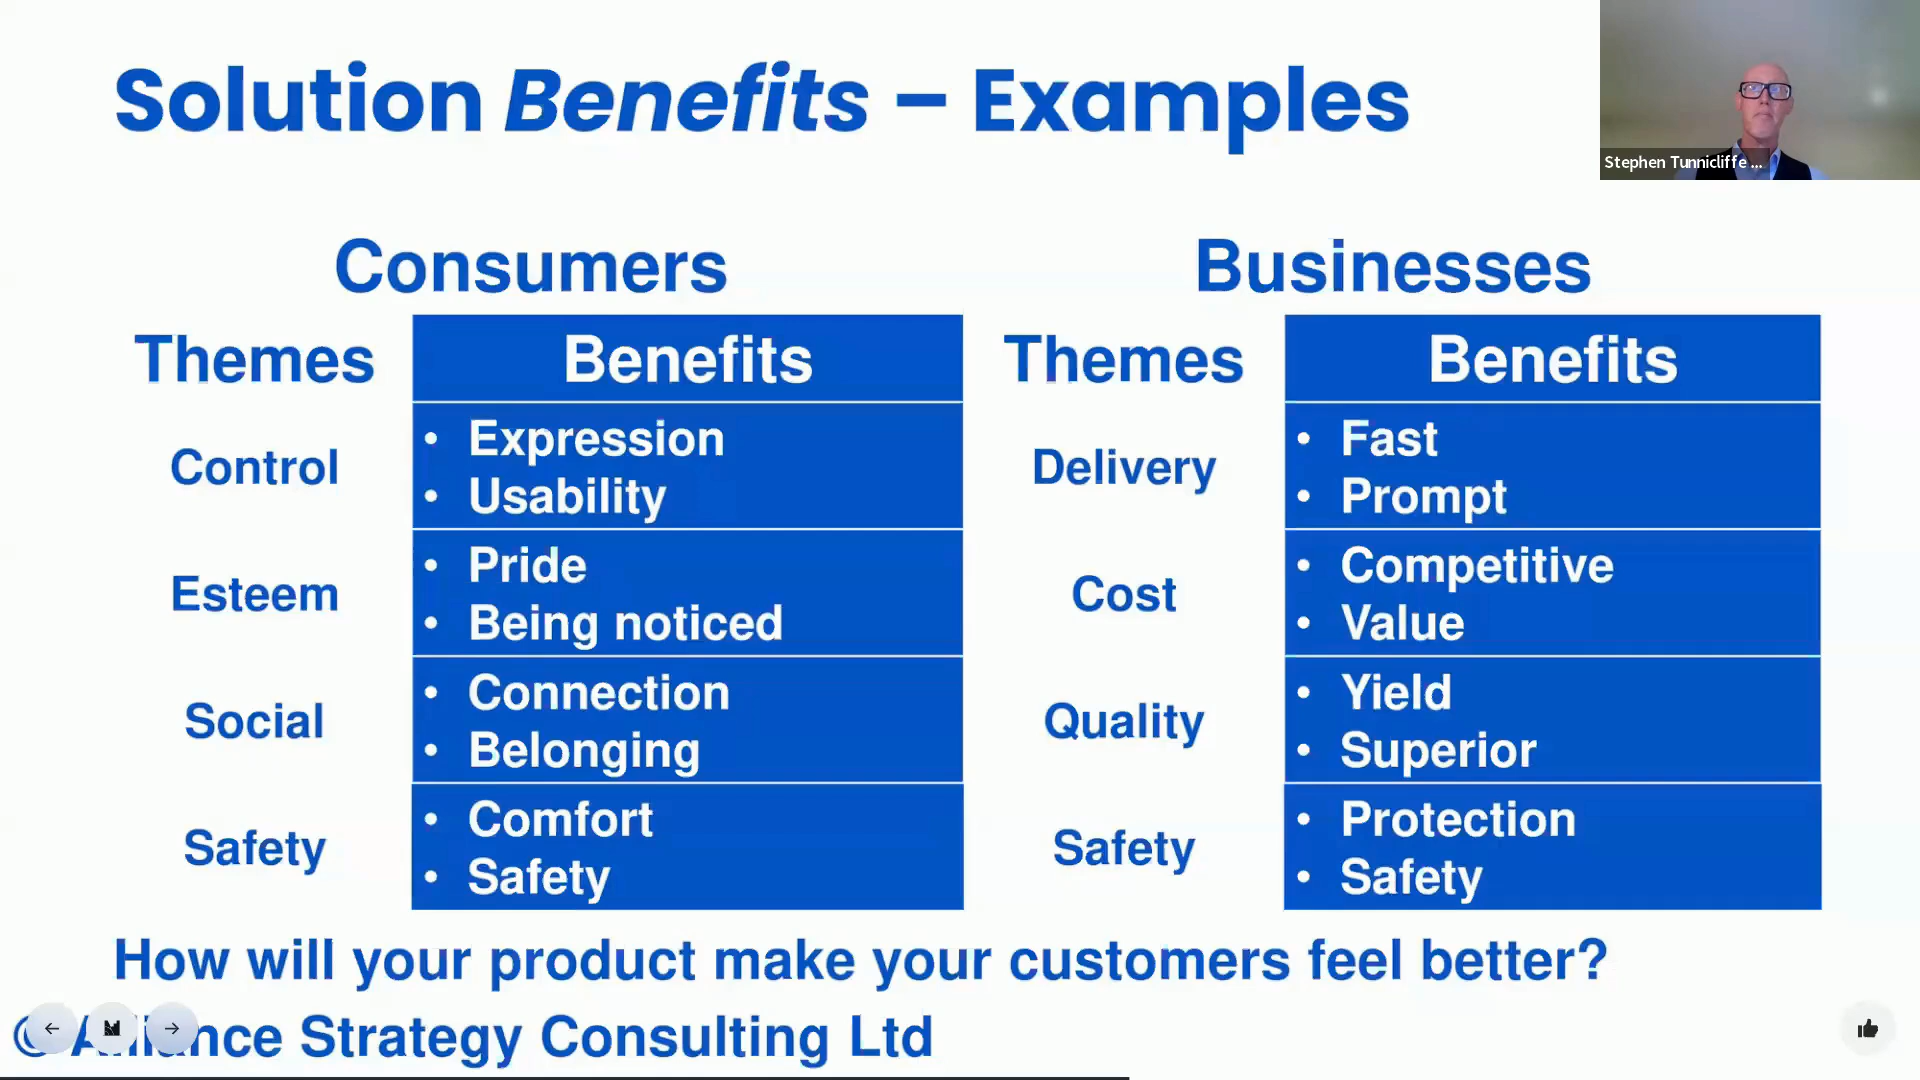 Solution Benefits – Examples
Stephen Tunnicliffe ...
Consumers
Themes
Benefits
Control
• Expression
• Usability
Esteem
• Pride
• Being noticed
Social
• Connection
• Belonging
Safety
• Comfort
• Safety
Businesses
Themes
Benefits
Delivery
• Fast
• Prompt
Cost
• Competitive
• Value
Quality
• Yield
• Superior
Safety
• Protection
• Safety
How will your product make your customers feel better?
© Alliance Strategy Consulting Ltd